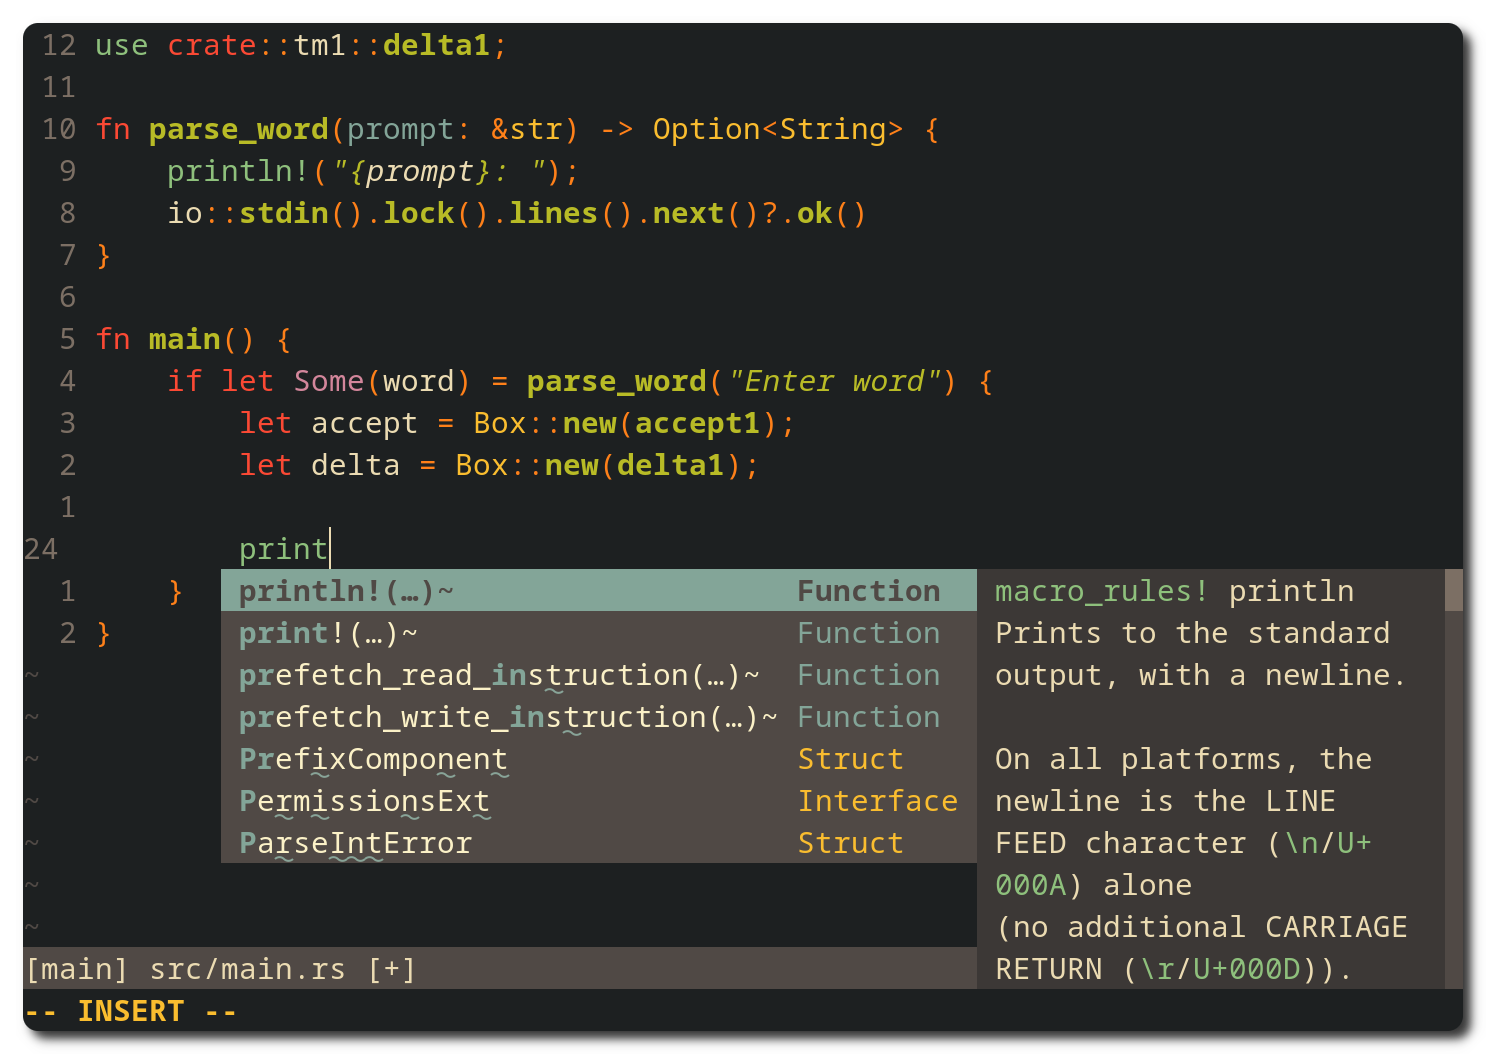 12 use crate::tm1::delta1;
11
10 fn parse_word(prompt: &str) -> Option<String> {
9     println!("{prompt}: ");
8     io::stdin().lock().lines().next()?.ok()
7 }
6
5 fn main() {
4     if let Some(word) = parse_word("Enter word") {
3         let accept = Box::new(accept1);
2         let delta = Box::new(delta1);
1
24         print
1     }
2 }
~
~
~
~
~
~
~
println!(…)~ Function
print!(…)~ Function
prefetch_read_instruction(…)~ Function
prefetch_write_instruction(…)~ Function
PrefixComponent Struct
PermissionsExt Interface
ParseIntError Struct
macro_rules! println
Prints to the standard
output, with a newline.
On all platforms, the
newline is the LINE
FEED character (\n/U+
000A) alone
(no additional CARRIAGE
RETURN (\r/U+000D)).
[main] src/main.rs [+]
-- INSERT --